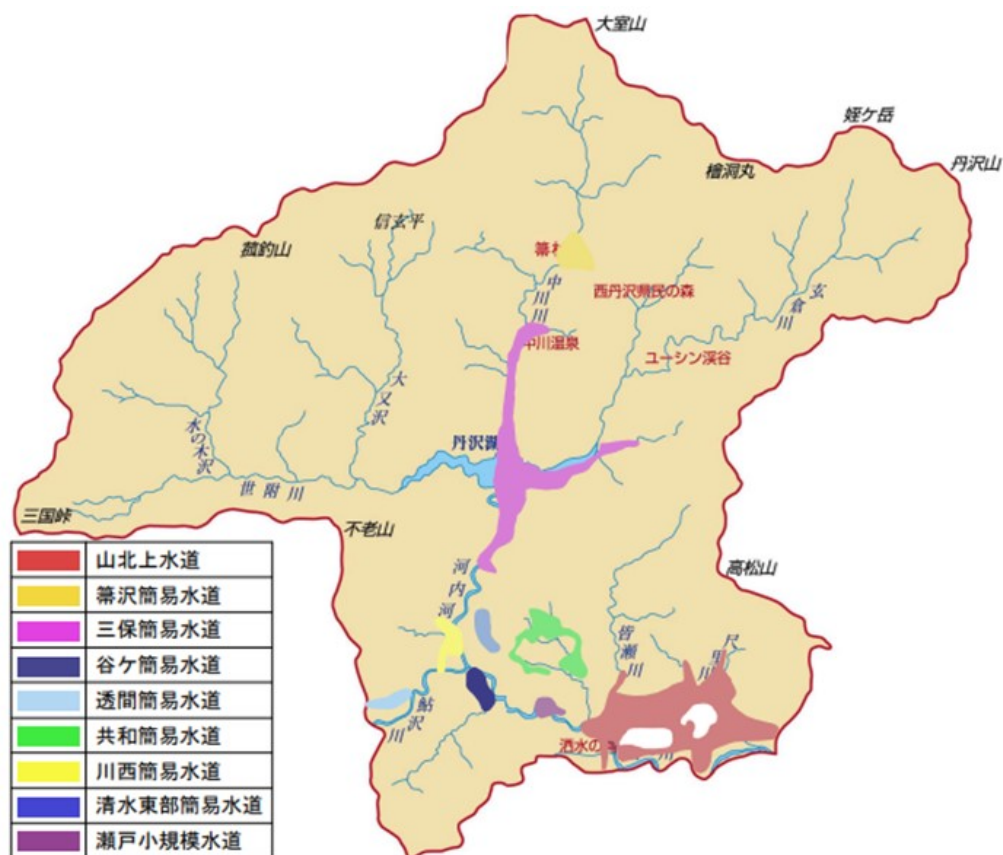 大室山
蛭ケ岳
丹沢山
檜洞丸
信玄平
菰釣山
箒
西丹沢県民の森
中川川
玄倉川
中川温泉
ユーシン渓谷
大又沢
水の木沢
丹沢湖
世附川
三国峠
不老山
高松山
河内河
皆瀬川
尺里川
鮎沢川
洒水の
川
山北上水道
箒沢簡易水道
三保簡易水道
谷ケ簡易水道
透間簡易水道
共和簡易水道
川西簡易水道
清水東部簡易水道
瀬戸小規模水道